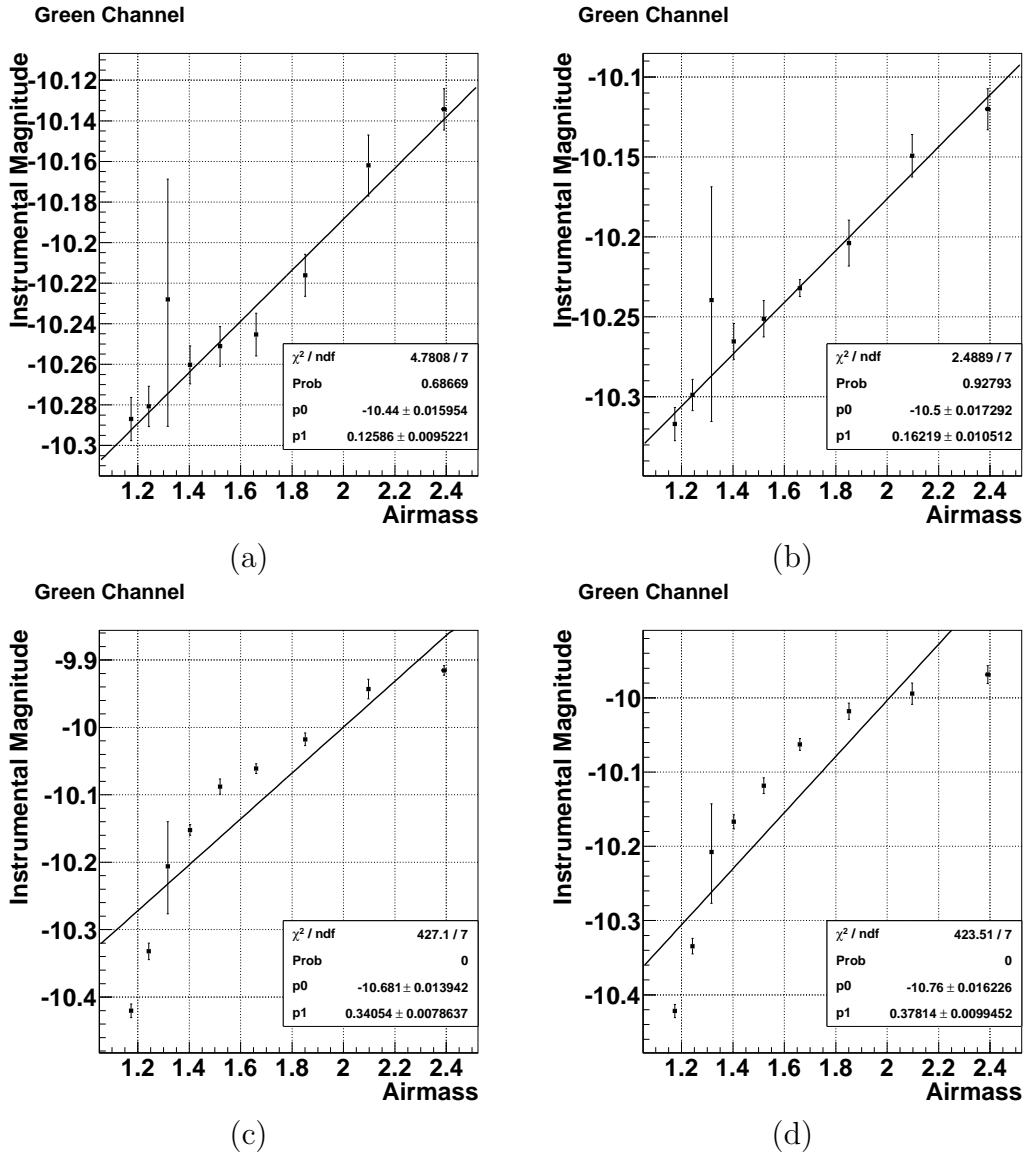 Green Channel
Instrumental Magnitude
-10.12
-10.14
-10.16
-10.18
-10.2
-10.22
-10.24
-10.26
-10.28
-10.3
χ² / ndf 4.7808 / 7
Prob 0.68669
p0 -10.44 ± 0.015954
p1 0.12586 ± 0.0095221
1.2 1.4 1.6 1.8 2 2.2 2.4
Airmass
(a)
Green Channel
Instrumental Magnitude
-10.1
-10.15
-10.2
-10.25
-10.3
χ² / ndf 2.4889 / 7
Prob 0.92793
p0 -10.5 ± 0.017292
p1 0.16219 ± 0.010512
1.2 1.4 1.6 1.8 2 2.2 2.4
Airmass
(b)
Green Channel
Instrumental Magnitude
-9.9
-10
-10.1
-10.2
-10.3
-10.4
χ² / ndf 427.1 / 7
Prob 0
p0 -10.681 ± 0.013942
p1 0.34054 ± 0.0078637
1.2 1.4 1.6 1.8 2 2.2 2.4
Airmass
(c)
Green Channel
Instrumental Magnitude
-10
-10.1
-10.2
-10.3
-10.4
χ² / ndf 423.51 / 7
Prob 0
p0 -10.76 ± 0.016226
p1 0.37814 ± 0.0099452
1.2 1.4 1.6 1.8 2 2.2 2.4
Airmass
(d)